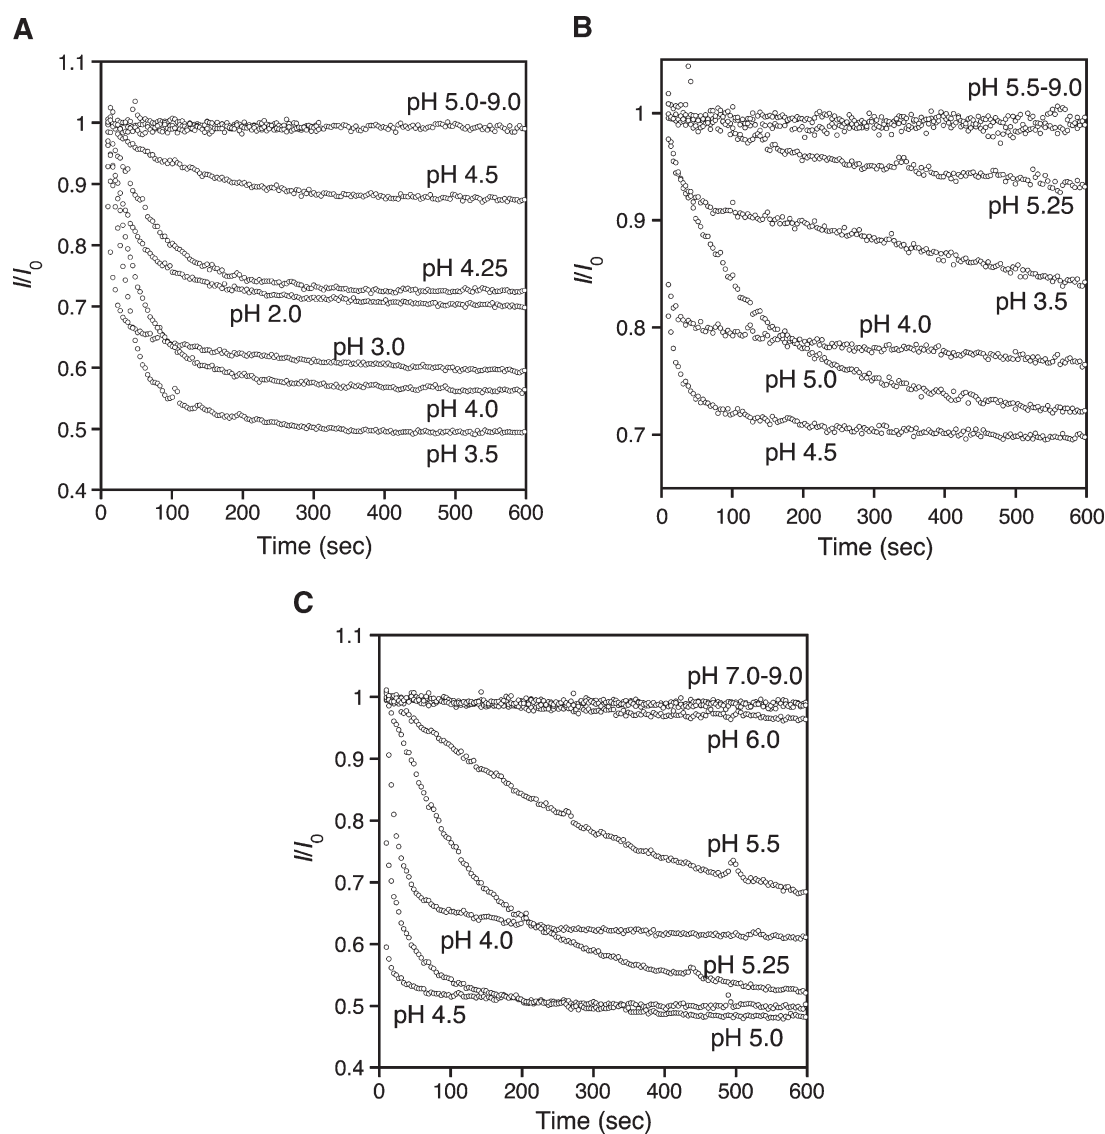 A
1.1
1
0.9
0.8
0.7
0.6
0.5
0.4
I/I0
pH 5.0-9.0
pH 4.5
pH 4.25
pH 2.0
pH 3.0
pH 4.0
pH 3.5
0 100 200 300 400 500 600
Time (sec)
B
1
0.9
0.8
0.7
I/I0
pH 5.5-9.0
pH 5.25
pH 3.5
pH 4.0
pH 5.0
pH 4.5
0 100 200 300 400 500 600
Time (sec)
C
1.1
1
0.9
0.8
0.7
0.6
0.5
0.4
I/I0
pH 7.0-9.0
pH 6.0
pH 5.5
pH 4.0
pH 5.25
pH 4.5
pH 5.0
0 100 200 300 400 500 600
Time (sec)